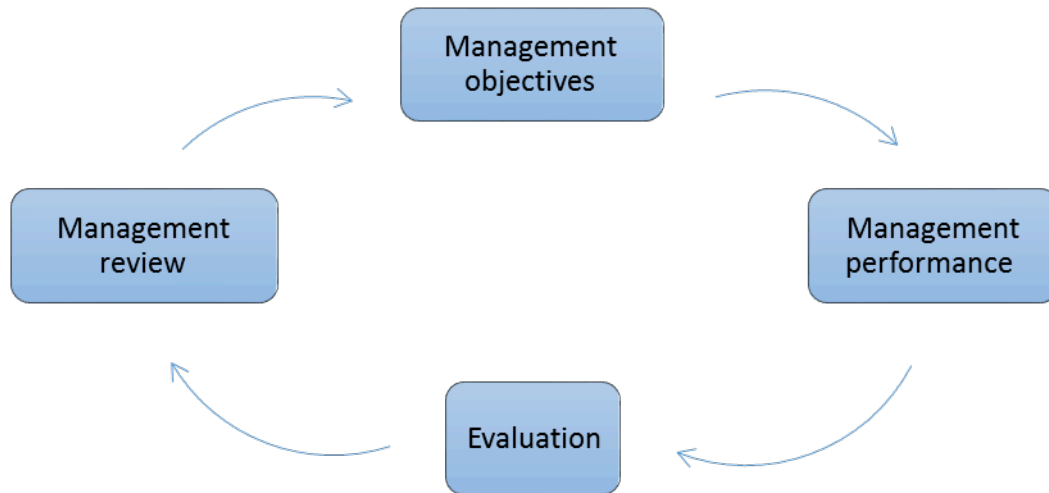 Management
objectives
Management
review
Management
performance
Evaluation